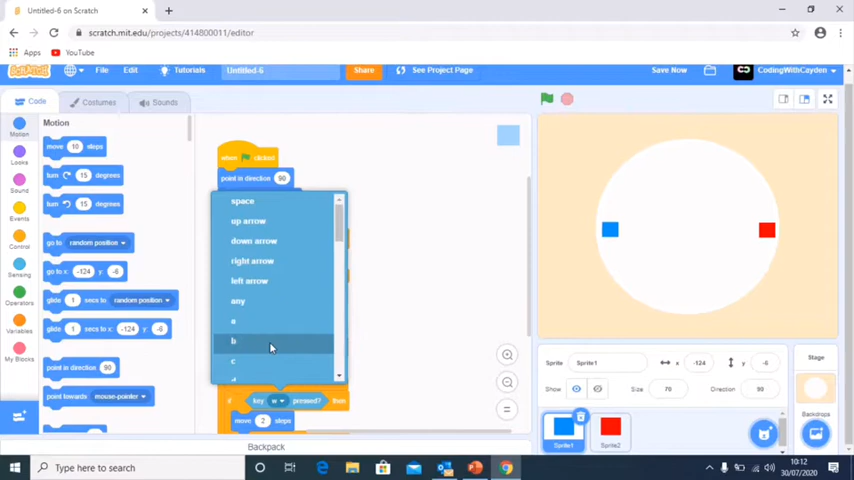 Untitled-6 on Scratch
scratch.mit.edu/projects/414800011/editor
Apps YouTube
SCRATCH File Edit Tutorials Untitled-6 Share See Project Page Save Now CodingWithCayden
Code Costumes Sounds
Motion
Looks
Sound
Events
Control
Sensing
Operators
Variables
My Blocks
Motion
move 10 steps
turn 15 degrees
turn 15 degrees
go to random position
go to x: -124 y: -6
glide 1 secs to random position
glide 1 secs to x: -124 y: -6
point in direction 90
point towards mouse-pointer
when clicked
point in direction 90
space
up arrow
down arrow
right arrow
left arrow
any
a
b
c
d
if key w pressed? then
move 2 steps
Backpack
Sprite Sprite1 x -124 y -6
Show Size 70 Direction 90
Sprite1 Sprite2
Stage
Backdrops
1
Type here to search
10:12
30/07/2020